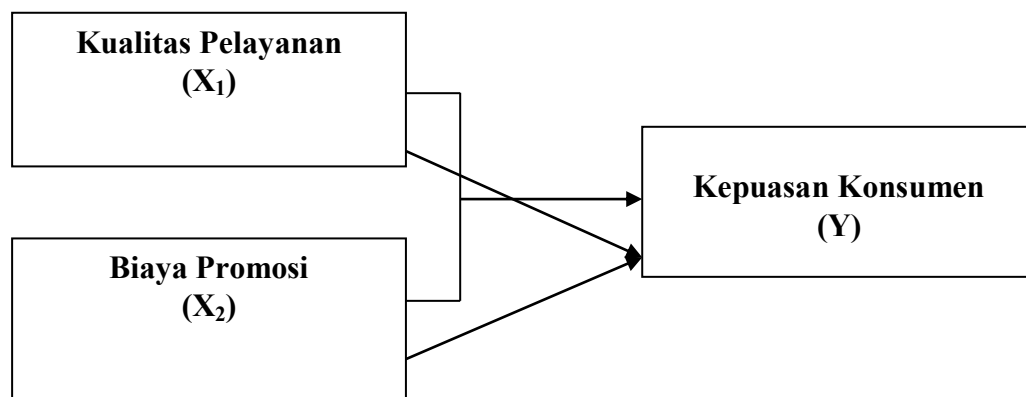 Kualitas Pelayanan
(X₁)
Kepuasan Konsumen
(Y)
Biaya Promosi
(X₂)